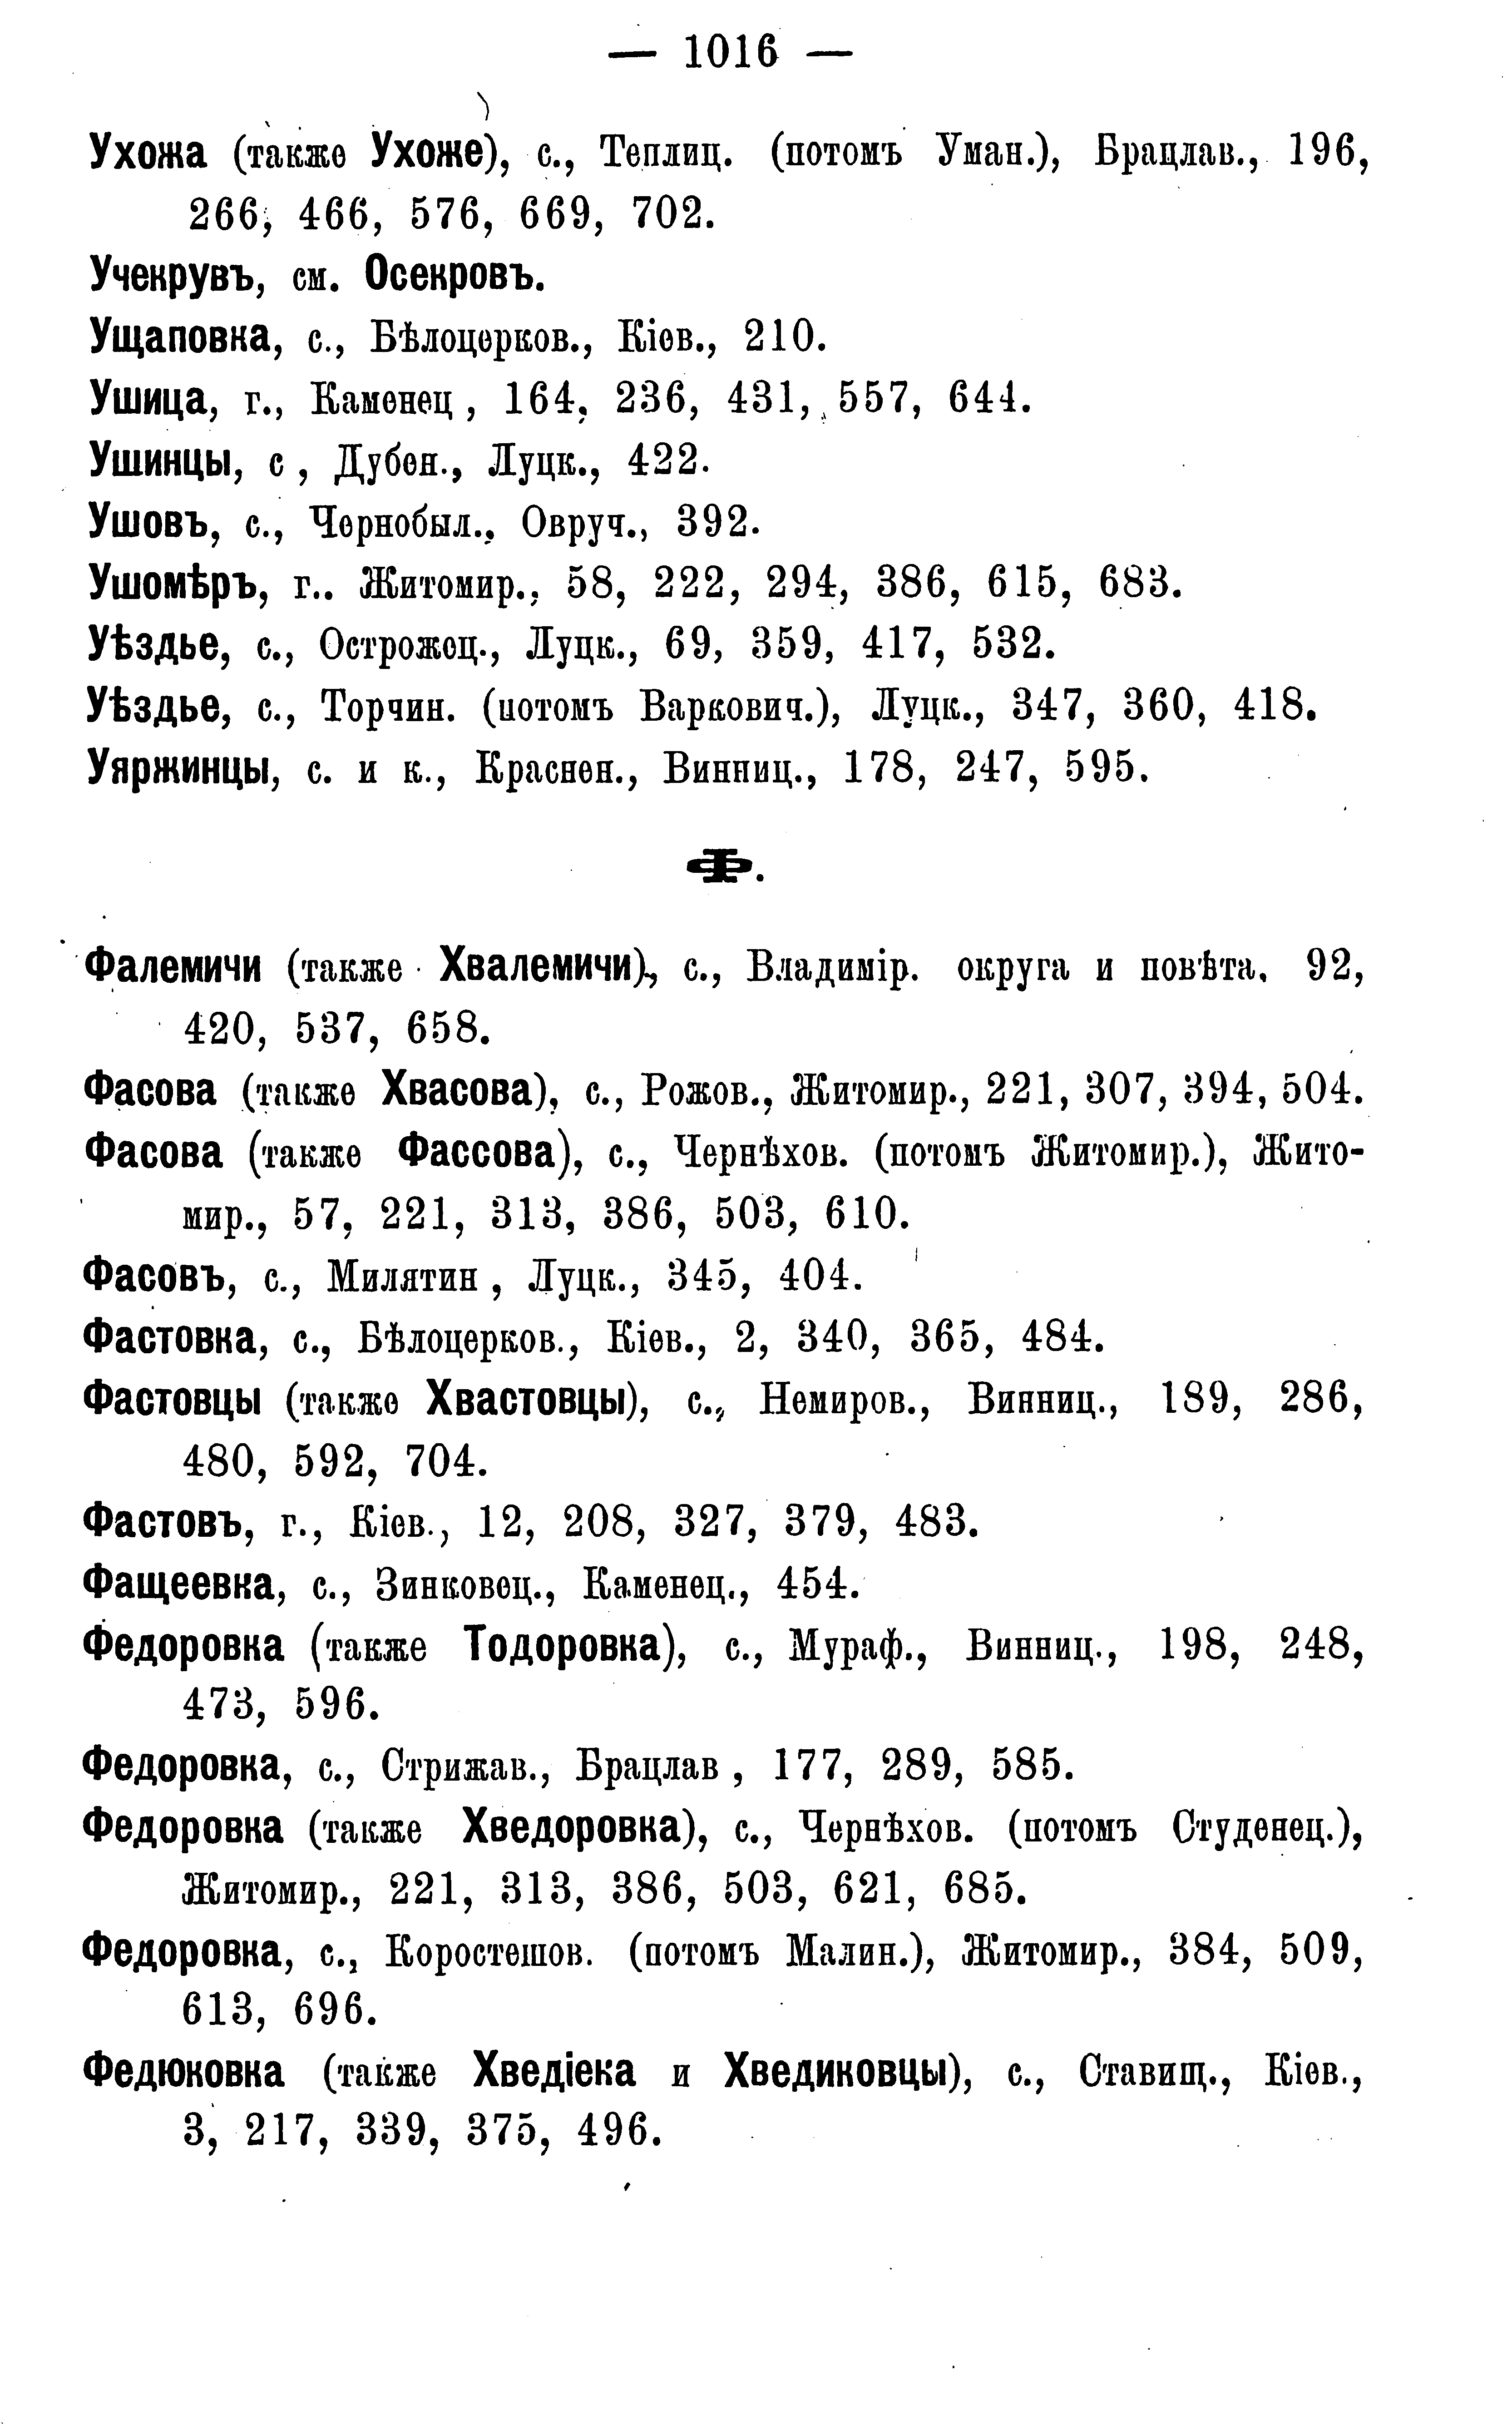 — 1016 —
Ухожа (также Ухоже), с., Теплиц. (потомъ Уман.), Брацлав., 196,
266, 466, 576, 669, 702.
Учекрувъ, см. Осекровъ.
Ущаповка, с., Бѣлоцерков., Кіев., 210.
Ушица, г., Каменец , 164, 236, 431, 557, 644.
Ушинцы, с , Дубен., Луцк., 422.
Ушовъ, с., Чернобыл., Овруч., 392.
Ушомѣръ, г.. Житомир., 58, 222, 294, 386, 615, 683.
Уѣздье, с., Острожец., Луцк., 69, 359, 417, 532.
Уѣздье, с., Торчин. (потомъ Варкович.), Луцк., 347, 360, 418.
Уяржинцы, с. и к., Краснен., Винниц., 178, 247, 595.
Ф.
Фалемичи (также Хвалемичи), с., Владимір. округа и повѣта, 92,
420, 537, 658.
Фасова (также Хвасова), с., Рожов., Житомир., 221, 307, 394, 504.
Фасова (также Фассова), с., Чернѣхов. (потомъ Житомир.), Жито-
мир., 57, 221, 313, 386, 503, 610.
Фасовъ, с., Милятин , Луцк., 345, 404.
Фастовка, с., Бѣлоцерков., Кіев., 2, 340, 365, 484.
Фастовцы (также Хвастовцы), с., Немиров., Винниц., 189, 286,
480, 592, 704.
Фастовъ, г., Кіев., 12, 208, 327, 379, 483.
Фащеевка, с., Зинковец., Каменец., 454.
Федоровка (также Тодоровка), с., Мураф., Винниц., 198, 248,
473, 596.
Федоровка, с., Стрижав., Брацлав , 177, 289, 585.
Федоровка (также Хведоровка), с., Чернѣхов. (потомъ Студенец.),
Житомир., 221, 313, 386, 503, 621, 685.
Федоровка, с., Коростешов. (потомъ Малин.), Житомир., 384, 509,
613, 696.
Федюковка (также Хведіека и Хведиковцы), с., Ставищ., Кіев.,
3, 217, 339, 375, 496.